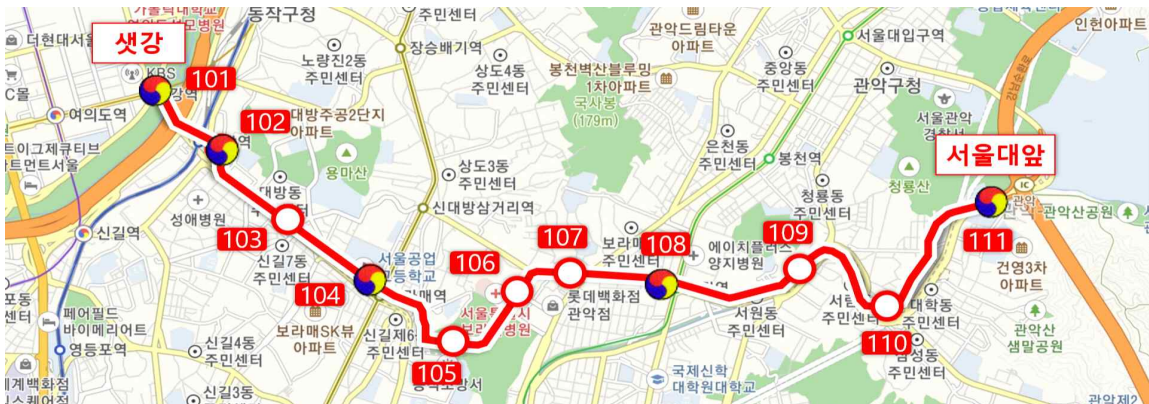 동작구청
주민센터
샛강
더현대서울
KBS
101
노량진2동
주민센터
장승배기역
상도4동
주민센터
관악드림타운
아파트
서울대입구역
인헌아파트
강남순환로
C몰
여의도역
102
대방주공2단지
아파트
봉천벽산블루밍
1차아파트
국사봉
(179m)
중앙동
주민센터
관악구청
서울관악
경찰서
용마산
상도3동
주민센터
은천동
주민센터
봉천역
청룡산
서울대앞
IC
대방동
성애병원
신대방삼거리역
청룡동
주민센터
관악
관악산공원
신길역
103
신길7동
주민센터
104
서울공업
고등학교
106
107
보라매동
주민센터
108
에이치플러스
양지병원
109
111
건영3차
아파트
페어필드
바이메리어트
영등포역
보라매SK뷰
아파트
신길제6동
주민센터
105
롯데백화점
관악점
서원동
주민센터
대학동
주민센터
110
삼성동
주민센터
관악산
샘말공원
신길4동
주민센터
신길3동
주민센터
국제신학
대학원대학교
관악제2